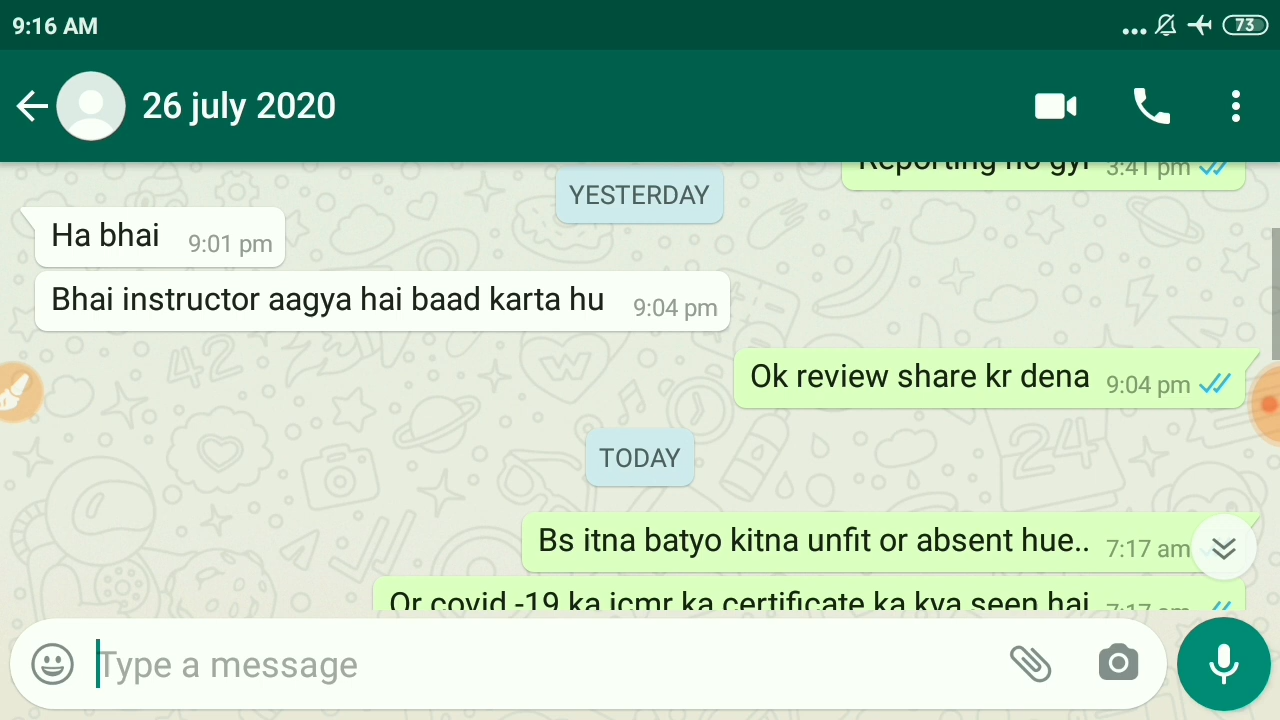 9:16 AM
73
26 july 2020
Reporting ho gyi 3:41 pm
YESTERDAY
Ha bhai 9:01 pm
Bhai instructor aagya hai baad karta hu 9:04 pm
Ok review share kr dena 9:04 pm
TODAY
Bs itna batyo kitna unfit or absent hue.. 7:17 am
Or covid -19 ka icmr ka certificate ka kya seen hai 7:17 am
Type a message